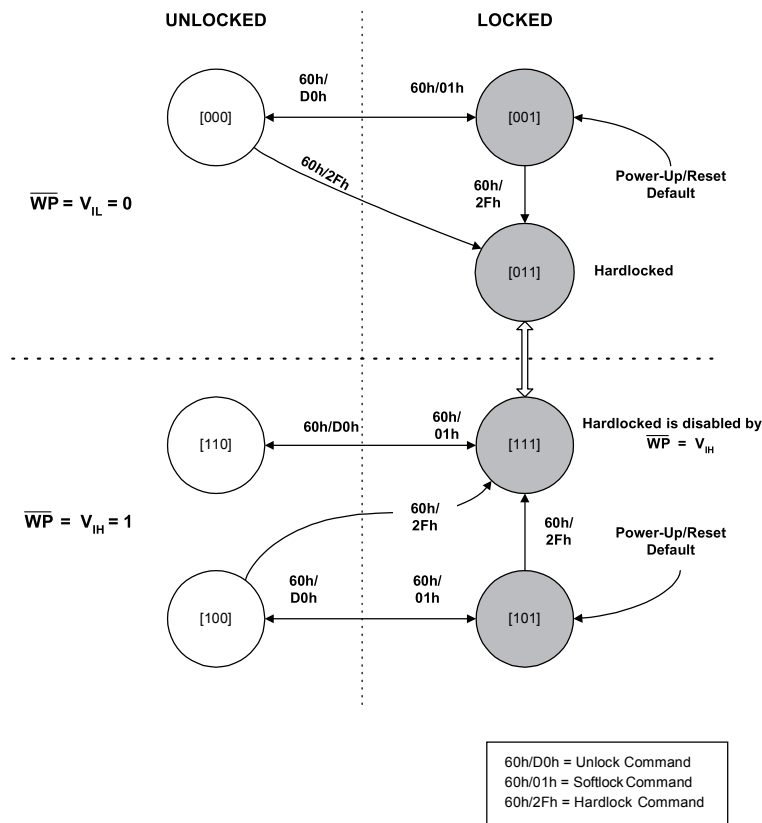 UNLOCKED
LOCKED
60h/
D0h
60h/01h
[000]
[001]
60h/2Fh
60h/
2Fh
Power-Up/Reset
Default
WP = VIL = 0
[011]
Hardlocked
60h/D0h
60h/
01h
[110]
[111]
Hardlocked is disabled by
WP = VIH
WP = VIH = 1
60h/
2Fh
60h/
2Fh
Power-Up/Reset
Default
60h/
D0h
60h/
01h
[100]
[101]
60h/D0h = Unlock Command
60h/01h = Softlock Command
60h/2Fh = Hardlock Command